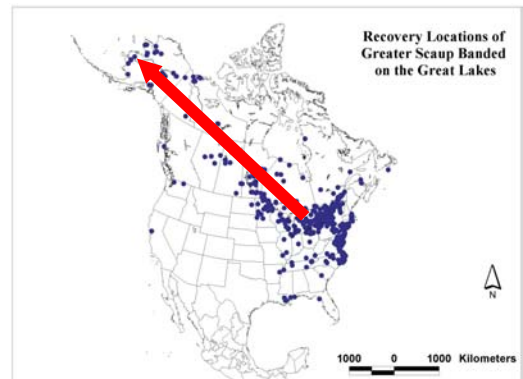 Recovery Locations of
Greater Scaup Banded
on the Great Lakes
N
1000 0 1000 Kilometers